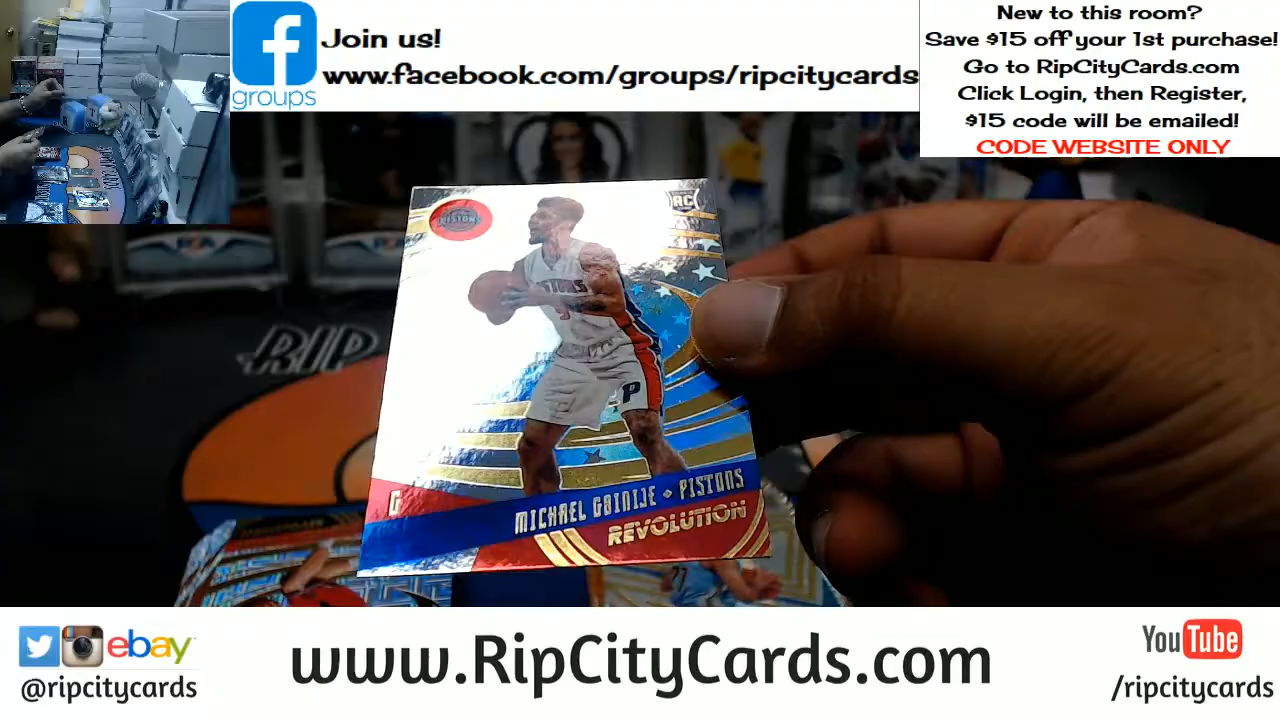 Join us!
www.facebook.com/groups/ripcitycards
groups
New to this room?
Save $15 off your 1st purchase!
Go to RipCityCards.com
Click Login, then Register,
$15 code will be emailed!
CODE WEBSITE ONLY
RC
PISTONS
RIP
P
G
MICHAEL GBINIJE PISTONS
REVOLUTION
ebay
@ripcitycards
www.RipCityCards.com
YouTube
/ripcitycards